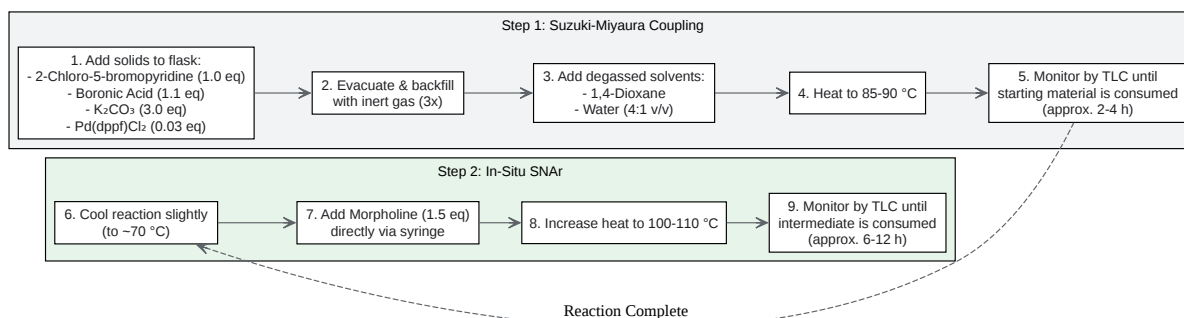 Step 1: Suzuki-Miyaura Coupling
1. Add solids to flask:
- 2-Chloro-5-bromopyridine (1.0 eq)
- Boronic Acid (1.1 eq)
- K₂CO₃ (3.0 eq)
- Pd(dppf)Cl₂ (0.03 eq)
2. Evacuate & backfill
with inert gas (3x)
3. Add degassed solvents:
- 1,4-Dioxane
- Water (4:1 v/v)
4. Heat to 85-90 °C
5. Monitor by TLC until
starting material is consumed
(approx. 2-4 h)
Step 2: In-Situ SNAr
6. Cool reaction slightly
(to ~70 °C)
7. Add Morpholine (1.5 eq)
directly via syringe
8. Increase heat to 100-110 °C
9. Monitor by TLC until
intermediate is consumed
(approx. 6-12 h)
Reaction Complete